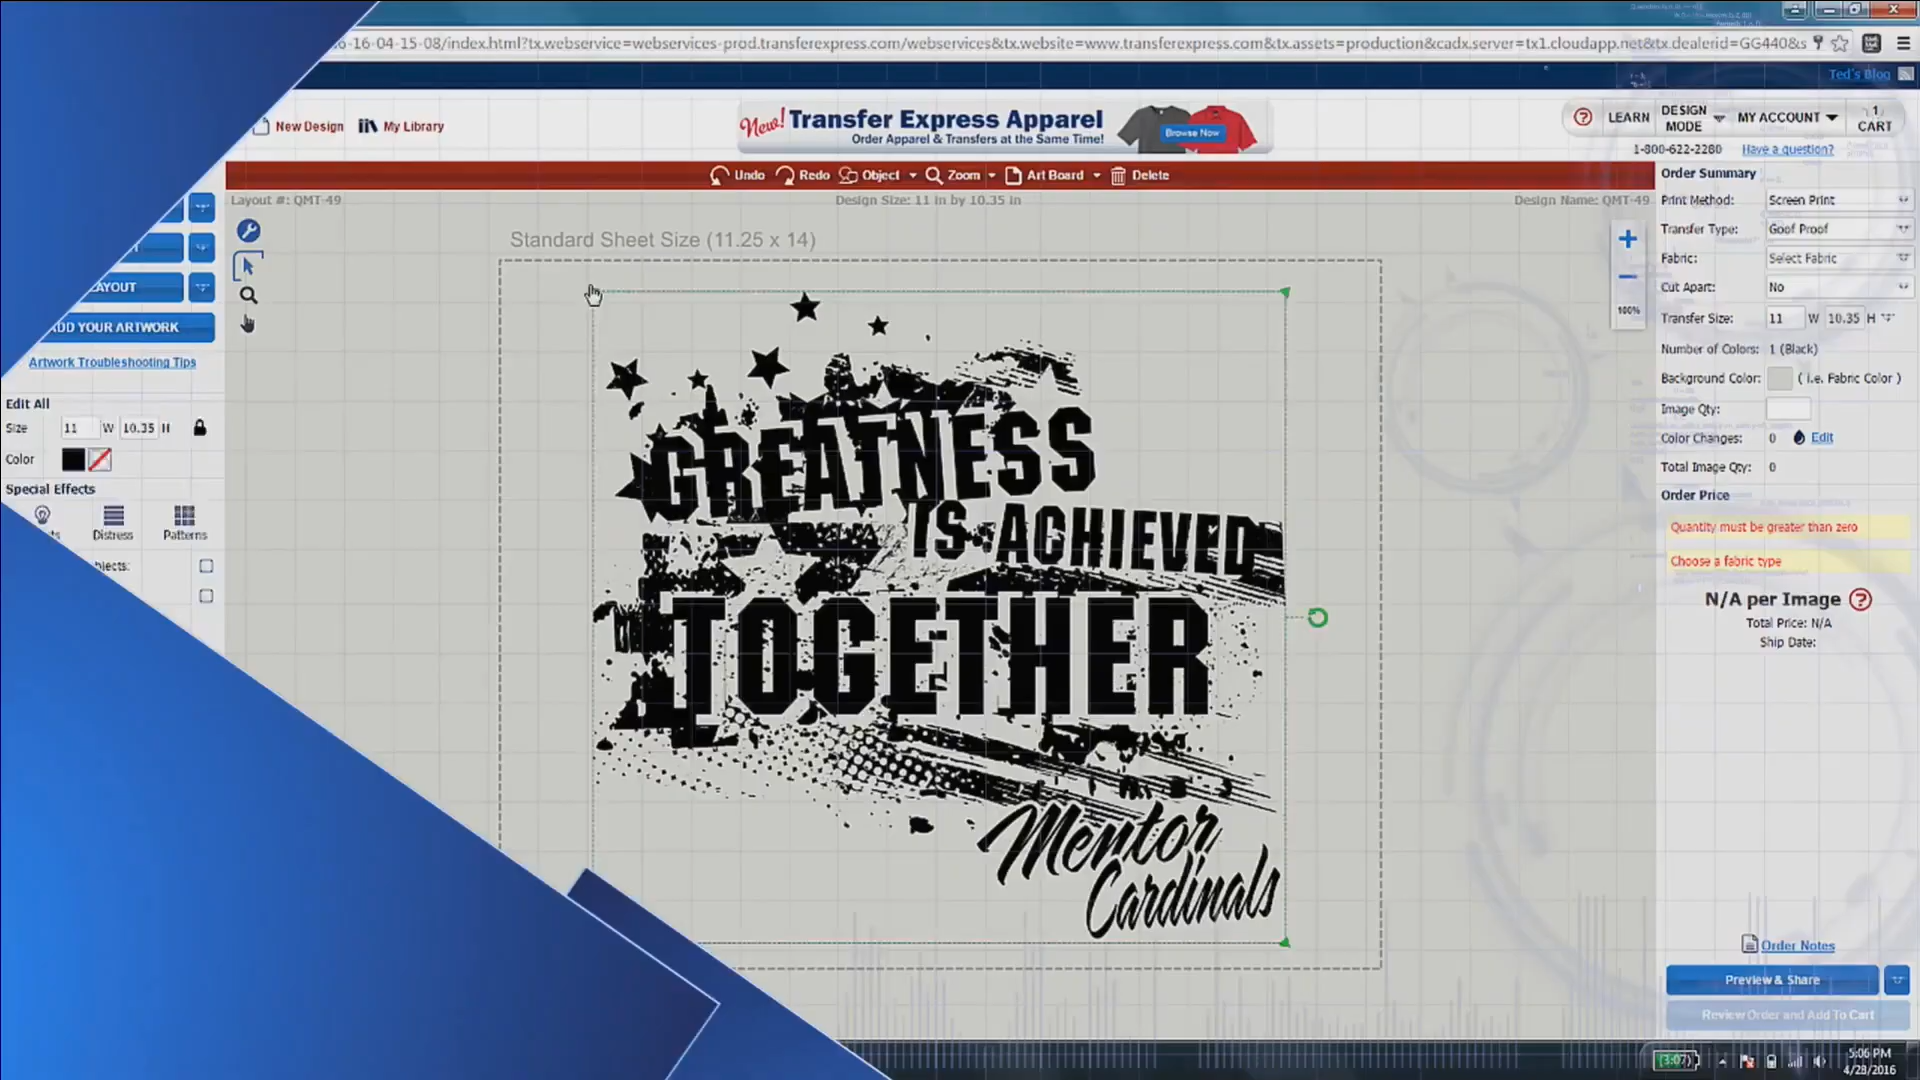 6-16-04-15-08/index.html?tx.webservice=webservices-prod.transferexpress.com/webservices&tx.website=www.transferexpress.com&tx.assets=production&cadx.server=tx1.cloudapp.net&tx.dealerid=GG440&s
Ted's Blog
New Design
My Library
New! Transfer Express Apparel
Order Apparel & Transfers at the Same Time!
Browse Now
LEARN
DESIGN MODE
MY ACCOUNT
1
CART
1-800-622-2280
Have a question?
Undo
Redo
Object
Zoom
Art Board
Delete
Layout #: QMT-49
Design Size: 11 in by 10.35 in
Design Name: QMT-49
Standard Sheet Size (11.25 x 14)
100%
AYOUT
DD YOUR ARTWORK
Artwork Troubleshooting Tips
Edit All
Size 11 W 10.35 H
Color
Special Effects
ts
Distress
Patterns
bjects:
GREATNESS
IS ACHIEVED
TOGETHER
Mentor
Cardinals
Order Summary
Print Method: Screen Print
Transfer Type: Goof Proof
Fabric: Select Fabric
Cut Apart: No
Transfer Size: 11 W 10.35 H
Number of Colors: 1 (Black)
Background Color: ( i.e. Fabric Color )
Image Qty:
Color Changes: 0 Edit
Total Image Qty: 0
Order Price
Quantity must be greater than zero
Choose a fabric type
N/A per Image
Total Price: N/A
Ship Date:
Order Notes
Preview & Share
Review Order and Add To Cart
(3:07)
5:06 PM
4/28/2016